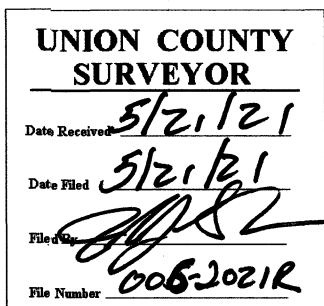 UNION COUNTY
SURVEYOR
Date Received 5/21/21
Date Filed 5/21/21
Filed By
File Number 006-2021R